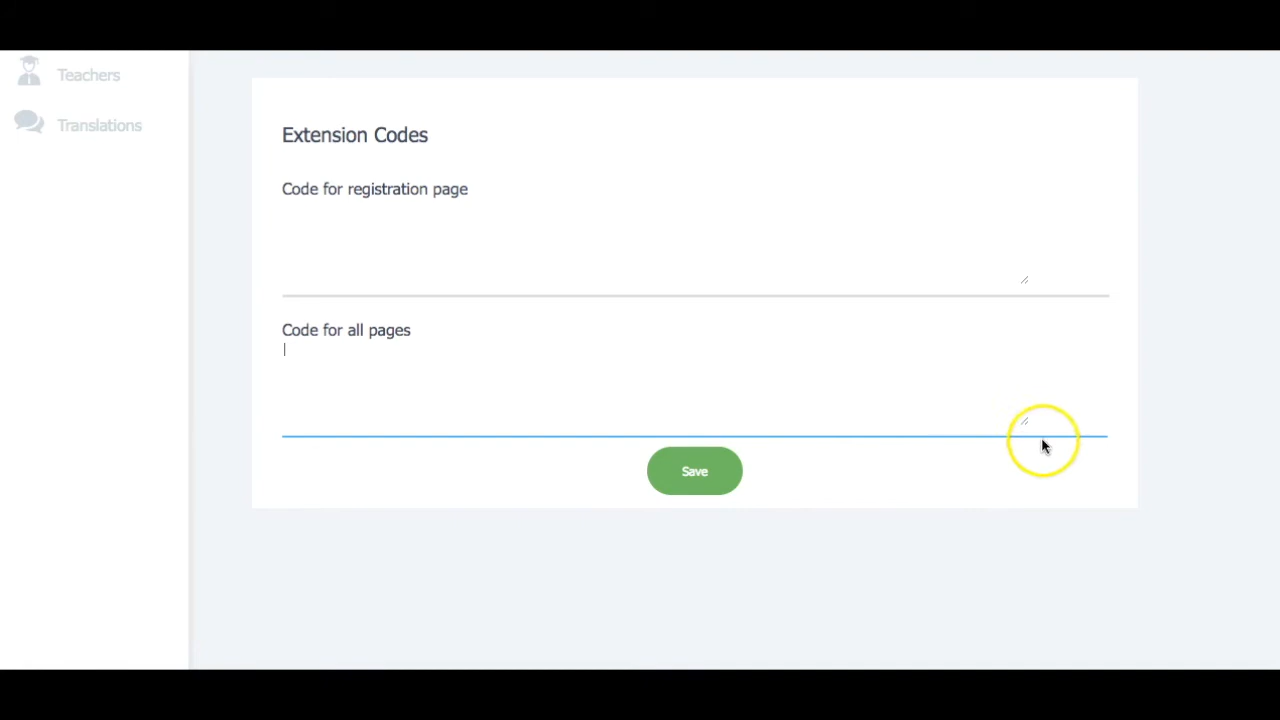 Teachers
Translations
Extension Codes
Code for registration page
Code for all pages
Save